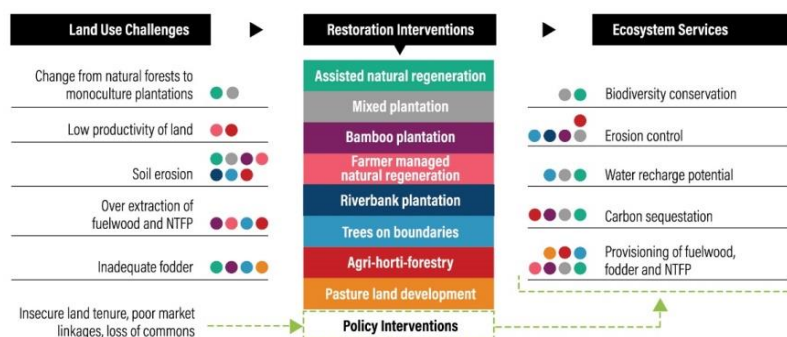 Land Use Challenges
Restoration Interventions
Ecosystem Services
Change from natural forests to
monoculture plantations
Low productivity of land
Soil erosion
Over extraction of
fuelwood and NTFP
Inadequate fodder
Insecure land tenure, poor market
linkages, loss of commons
Assisted natural regeneration
Mixed plantation
Bamboo plantation
Farmer managed
natural regeneration
Riverbank plantation
Trees on boundaries
Agri-horti-forestry
Pasture land development
Policy Interventions
Biodiversity conservation
Erosion control
Water recharge potential
Carbon sequestation
Provisioning of fuelwood,
fodder and NTFP